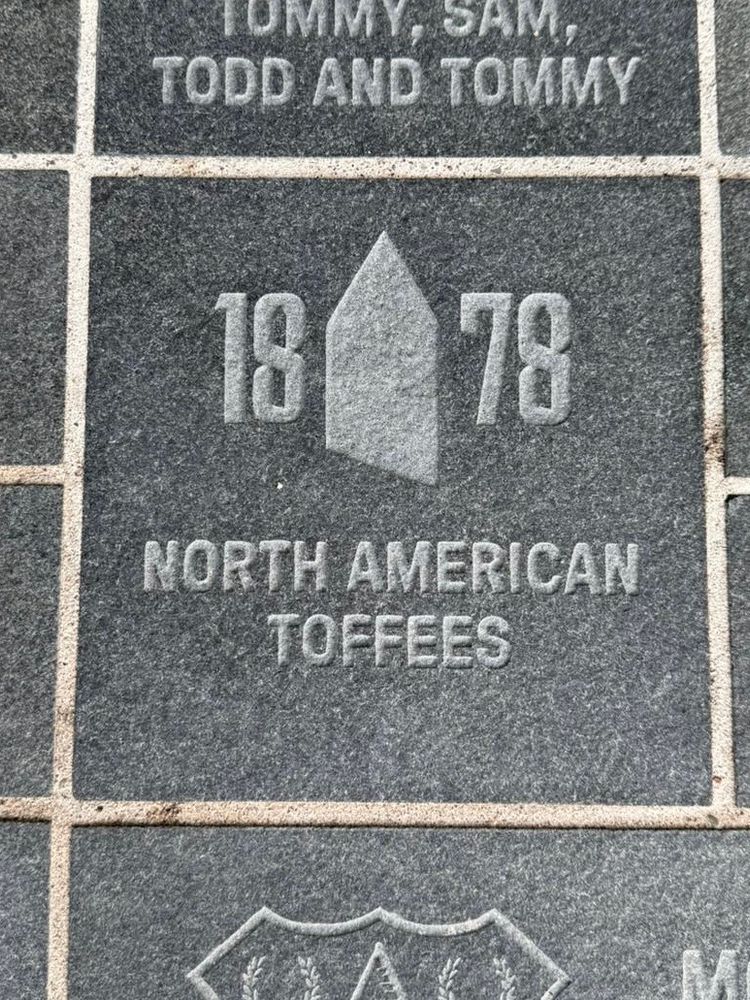 TOMMY, SAM,
TODD AND TOMMY
18 78
NORTH AMERICAN
TOFFEES